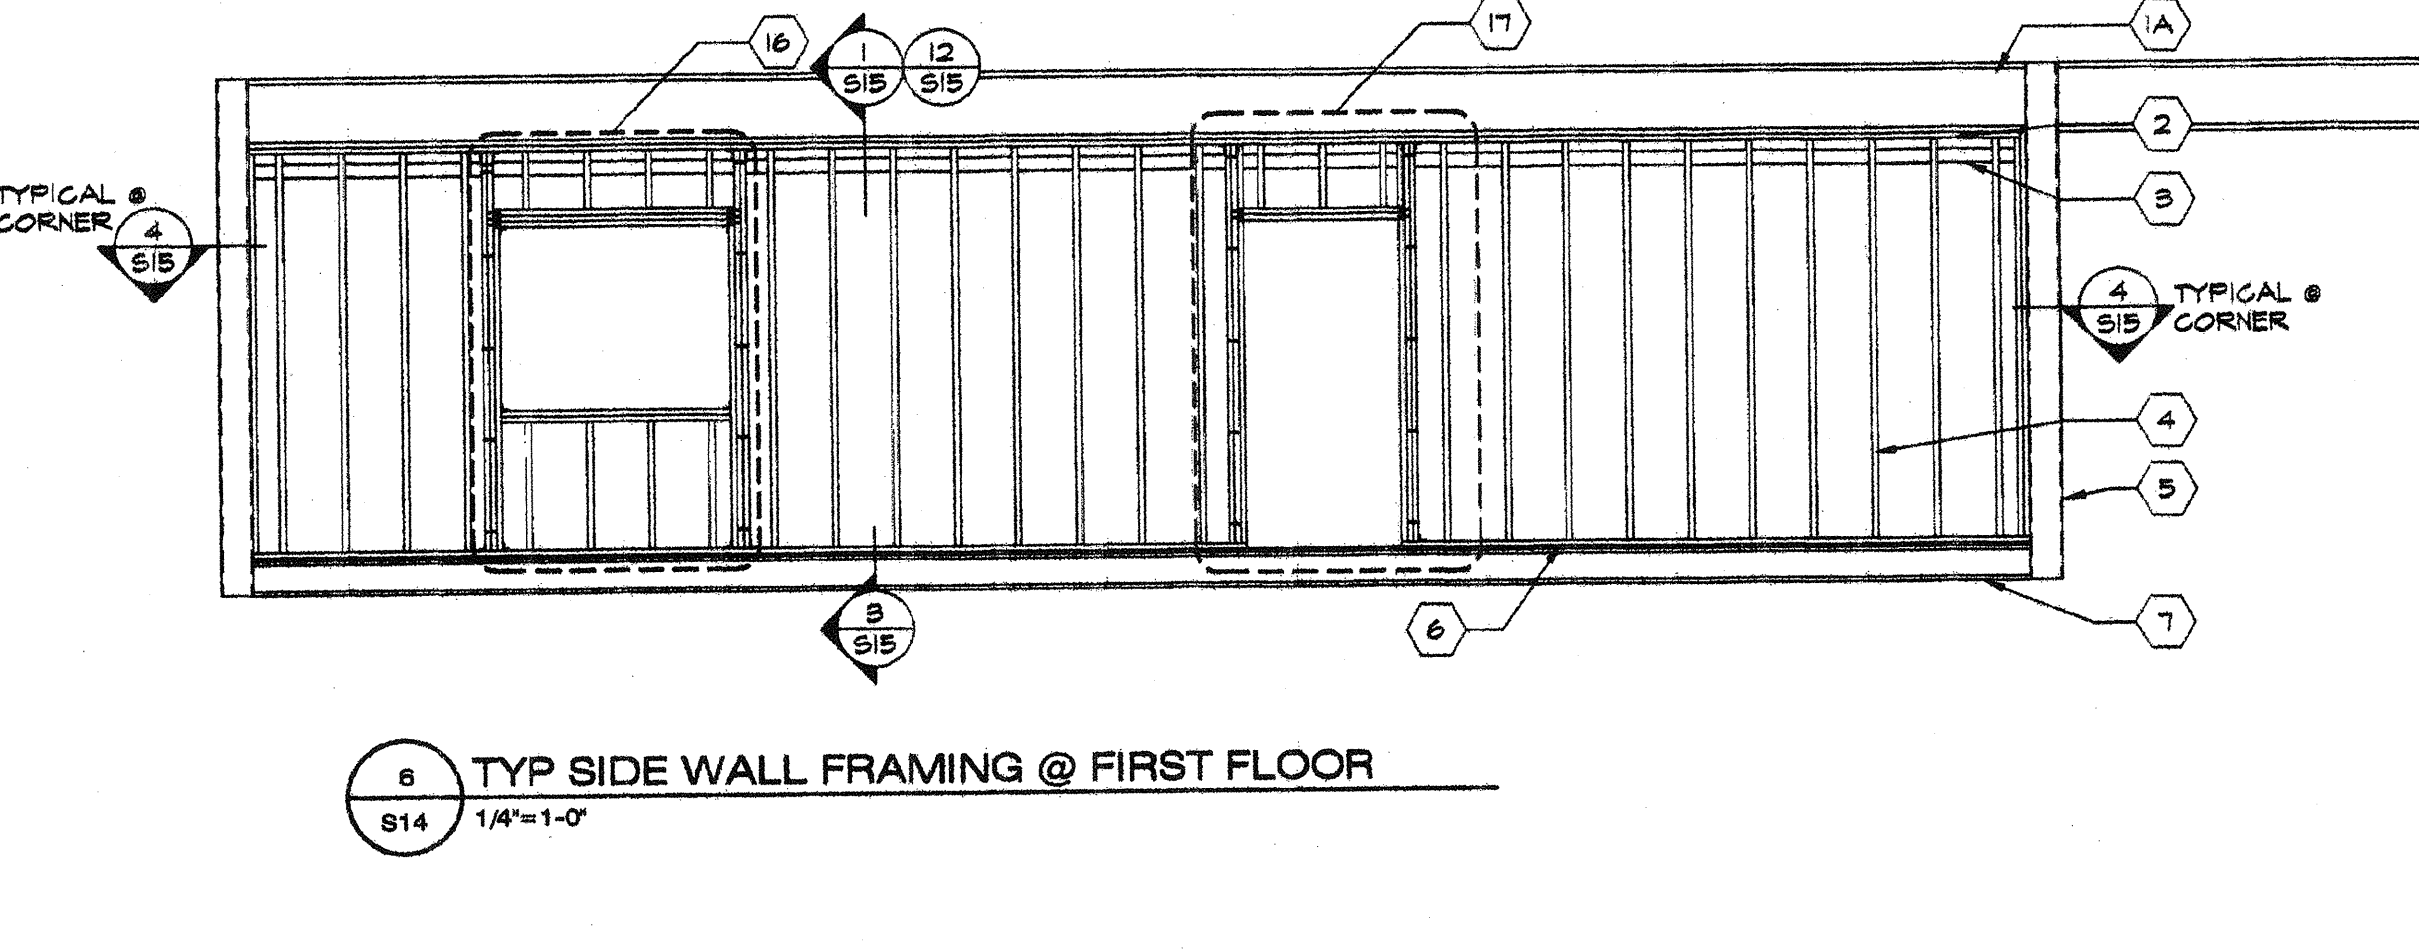 16
17
1A
1
S15
12
S15
2
3
TYPICAL @
CORNER
4
S15
4
S15
TYPICAL @
CORNER
4
5
6
7
3
S15
6
S14
TYP SIDE WALL FRAMING @ FIRST FLOOR
1/4"=1-0"